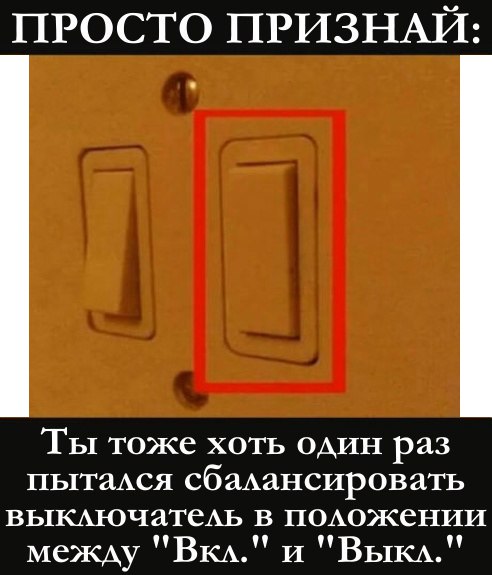 ПРОСТО ПРИЗНАЙ:
Ты тоже хоть один раз
пытался сбалансировать
выключатель в положении
между "Вкл." и "Выкл."